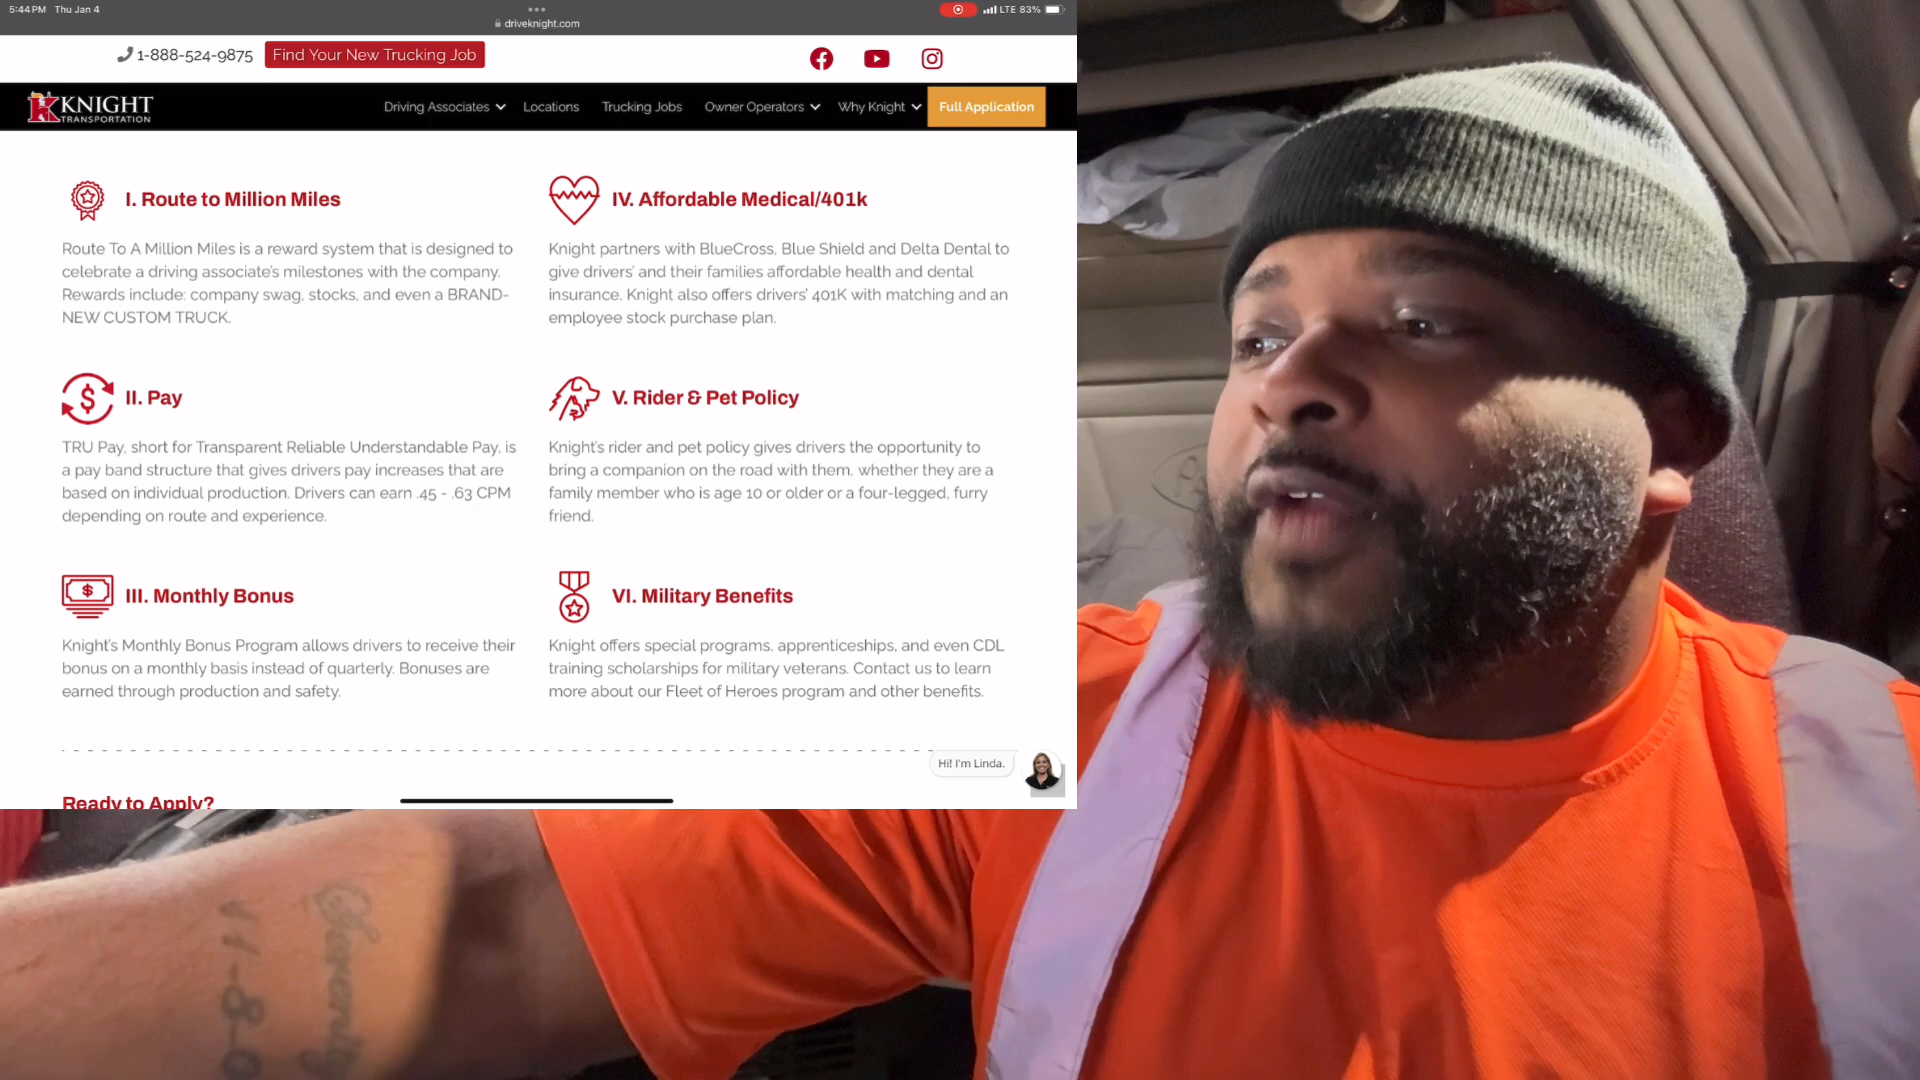 5:44 PM Thu Jan 4
driveknight.com
LTE 83%
1-888-524-9875
Find Your New Trucking Job
KNIGHT
TRANSPORTATION
Driving Associates
Locations
Trucking Jobs
Owner Operators
Why Knight
Full Application
I. Route to Million Miles
Route To A Million Miles is a reward system that is designed to
celebrate a driving associate's milestones with the company.
Rewards include: company swag, stocks, and even a BRAND-
NEW CUSTOM TRUCK.
II. Pay
TRU Pay, short for Transparent Reliable Understandable Pay, is
a pay band structure that gives drivers pay increases that are
based on individual production. Drivers can earn .45 - .63 CPM
depending on route and experience.
III. Monthly Bonus
Knight's Monthly Bonus Program allows drivers to receive their
bonus on a monthly basis instead of quarterly. Bonuses are
earned through production and safety.
IV. Affordable Medical/401k
Knight partners with BlueCross, Blue Shield and Delta Dental to
give drivers' and their families affordable health and dental
insurance. Knight also offers drivers' 401K with matching and an
employee stock purchase plan.
V. Rider & Pet Policy
Knight's rider and pet policy gives drivers the opportunity to
bring a companion on the road with them, whether they are a
family member who is age 10 or older or a four-legged, furry
friend.
VI. Military Benefits
Knight offers special programs, apprenticeships, and even CDL
training scholarships for military veterans. Contact us to learn
more about our Fleet of Heroes program and other benefits.
Hi! I'm Linda.
Ready to Apply?